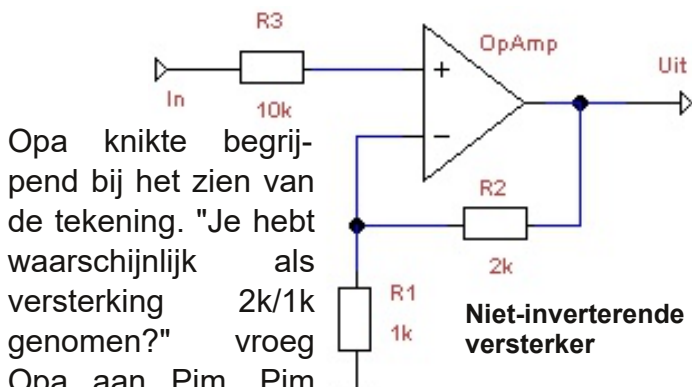 R3
OpAmp
Uit
+
In
10k
−
R2
2k
R1
1k
Niet-inverterende
versterker
Opa knikte begrij-
pend bij het zien van
de tekening. "Je hebt
waarschijnlijk als
versterking 2k/1k
genomen?" vroeg
Opa aan Pim. Pim